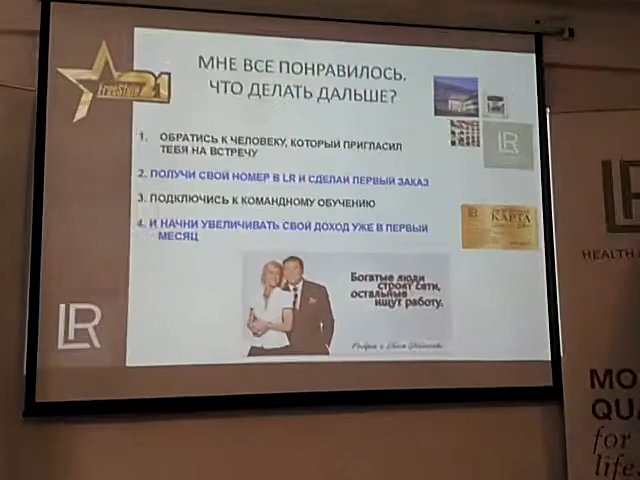 FreeStar 21
МНЕ ВСЕ ПОНРАВИЛОСЬ.
ЧТО ДЕЛАТЬ ДАЛЬШЕ?
1. ОБРАТИСЬ К ЧЕЛОВЕКУ, КОТОРЫЙ ПРИГЛАСИЛ
ТЕБЯ НА ВСТРЕЧУ
2. ПОЛУЧИ СВОЙ НОМЕР В LR И СДЕЛАЙ ПЕРВЫЙ ЗАКАЗ
3. ПОДКЛЮЧИСЬ К КОМАНДНОМУ ОБУЧЕНИЮ
4. И НАЧНИ УВЕЛИЧИВАТЬ СВОЙ ДОХОД УЖЕ В ПЕРВЫЙ
МЕСЯЦ
LR
КАРТА
Богатые люди
строят сети,
остальные
ищут работу.
LR
HEALTH
MO
QUA
for
life.